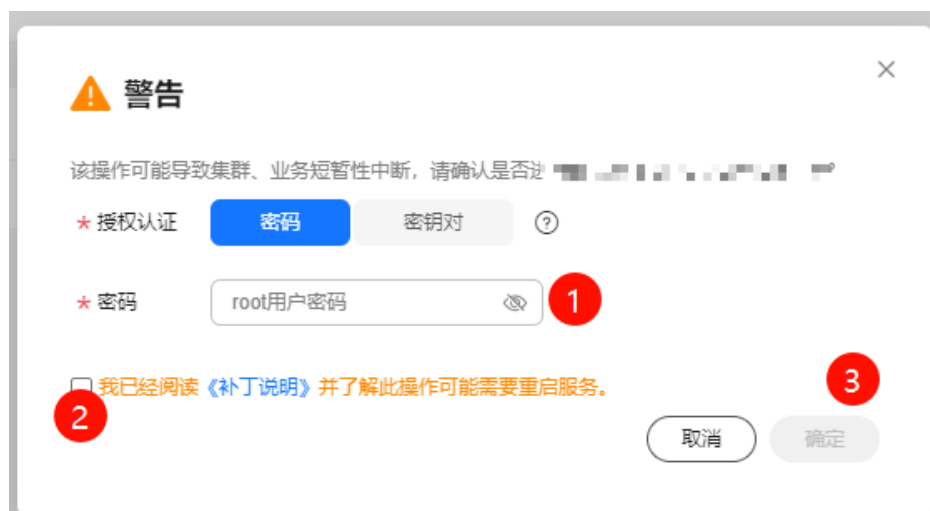 警告
该操作可能导致集群、业务短暂性中断，请确认是否
* 授权认证 密码 密钥对 ?
* 密码 root用户密码 1
我已经阅读《补丁说明》并了解此操作可能需要重启服务。
2
3
取消 确定